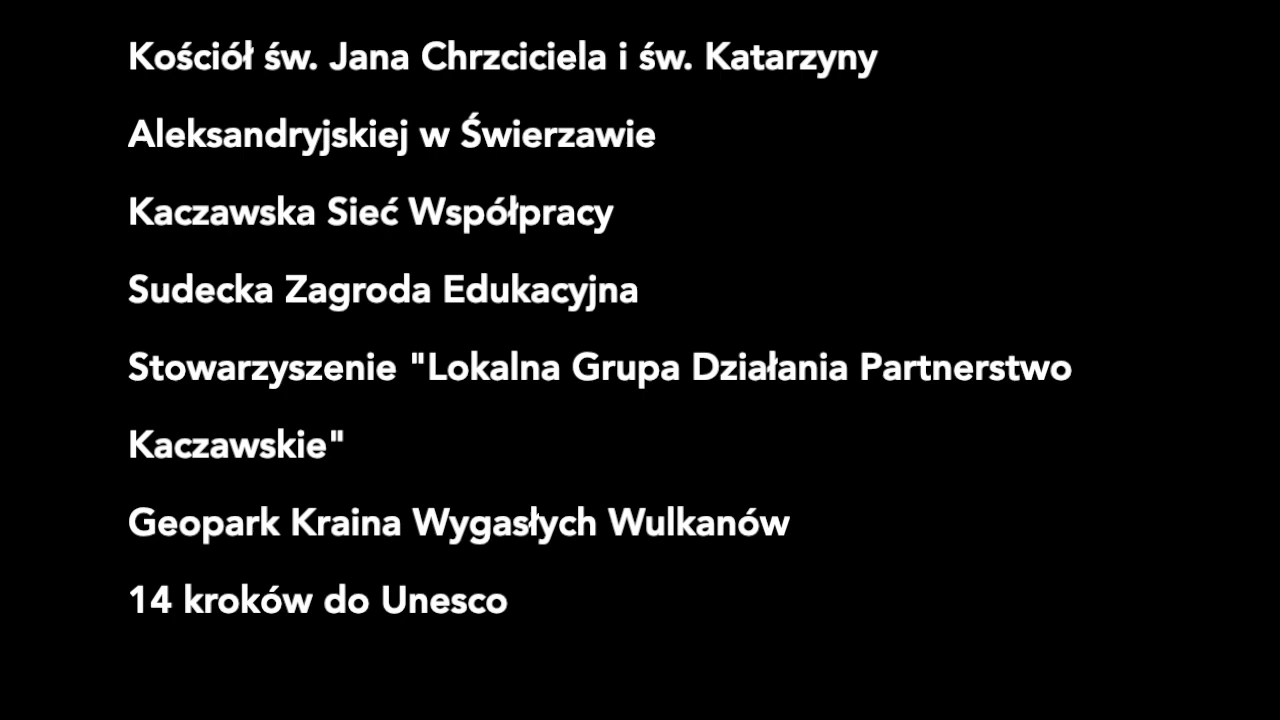 Kościół św. Jana Chrzciciela i św. Katarzyny
Aleksandryjskiej w Świerzawie
Kaczawska Sieć Współpracy
Sudecka Zagroda Edukacyjna
Stowarzyszenie "Lokalna Grupa Działania Partnerstwo
Kaczawskie"
Geopark Kraina Wygasłych Wulkanów
14 kroków do Unesco